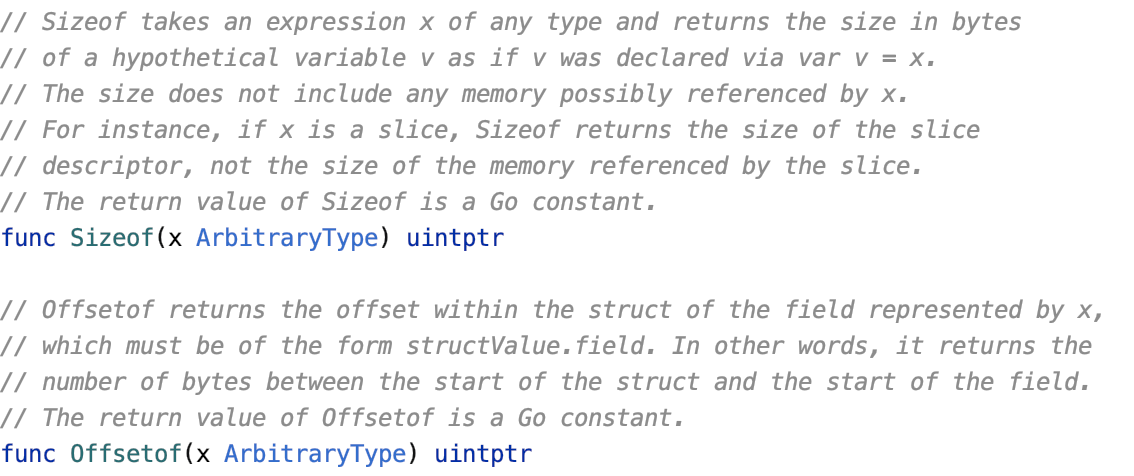 // Sizeof takes an expression x of any type and returns the size in bytes
// of a hypothetical variable v as if v was declared via var v = x.
// The size does not include any memory possibly referenced by x.
// For instance, if x is a slice, Sizeof returns the size of the slice
// descriptor, not the size of the memory referenced by the slice.
// The return value of Sizeof is a Go constant.
func Sizeof(x ArbitraryType) uintptr
// Offsetof returns the offset within the struct of the field represented by x,
// which must be of the form structValue.field. In other words, it returns the
// number of bytes between the start of the struct and the start of the field.
// The return value of Offsetof is a Go constant.
func Offsetof(x ArbitraryType) uintptr